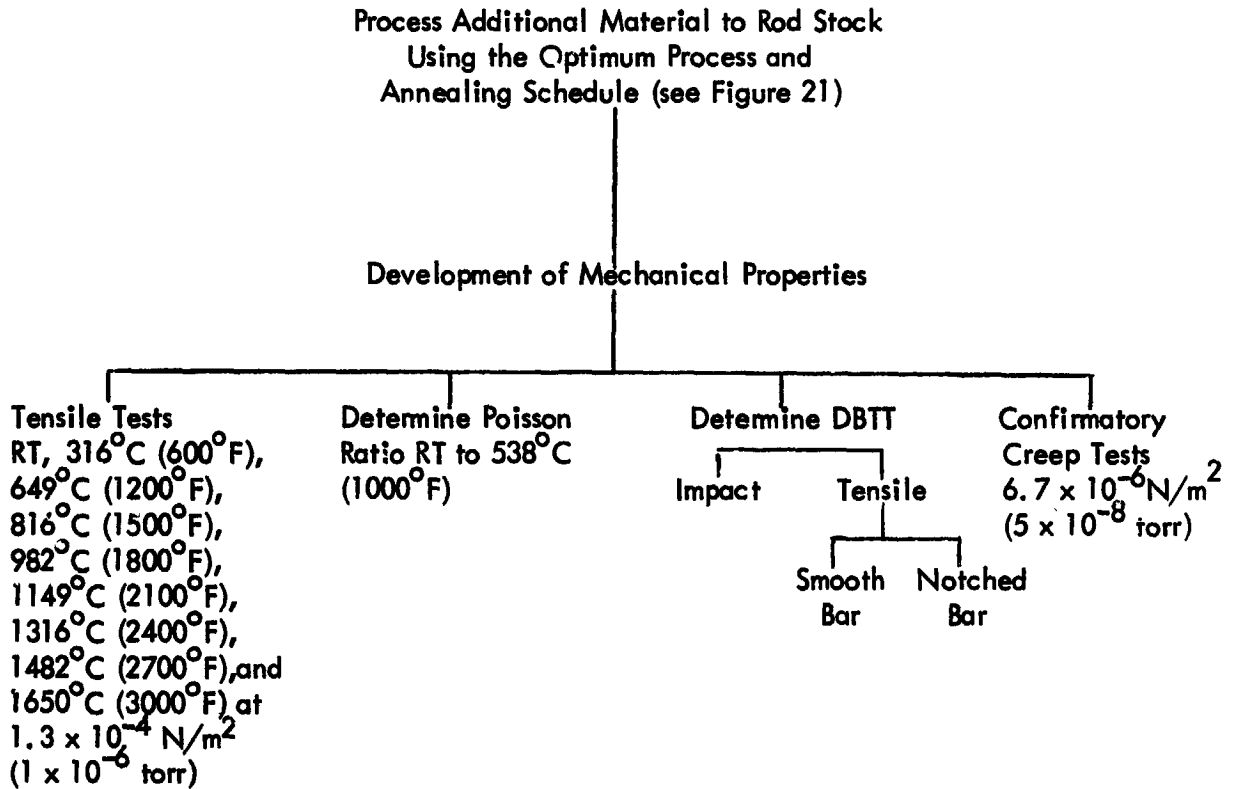 Process Additional Material to Rod Stock
Using the Optimum Process and
Annealing Schedule (see Figure 21)
Development of Mechanical Properties
Tensile Tests
RT, 316°C (600°F),
649°C (1200°F),
816°C (1500°F),
982°C (1800°F),
1149°C (2100°F),
1316°C (2400°F),
1482°C (2700°F),and
1650°C (3000°F) at
1.3 x 10⁻⁴ N/m²
(1 x 10⁻⁶ torr)
Determine Poisson
Ratio RT to 538°C
(1000°F)
Determine DBTT
Impact
Tensile
Smooth
Bar
Notched
Bar
Confirmatory
Creep Tests
6.7 x 10⁻⁶N/m²
(5 x 10⁻⁸ torr)